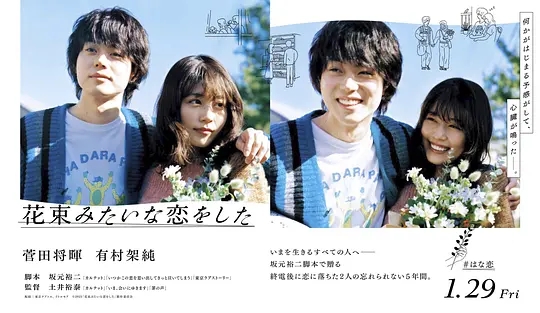 何かがはじまる予感がして、
心臓が鳴った――。
DARA DARA PA
花束みたいな恋をした
菅田将暉 有村架純
脚本 坂元裕二
監督 土井裕泰
いまを生きるすべての人へ――
坂元裕二脚本で贈る
終電後に恋に落ちた2人の忘れられない5年間。
#はな恋
1.29 Fri